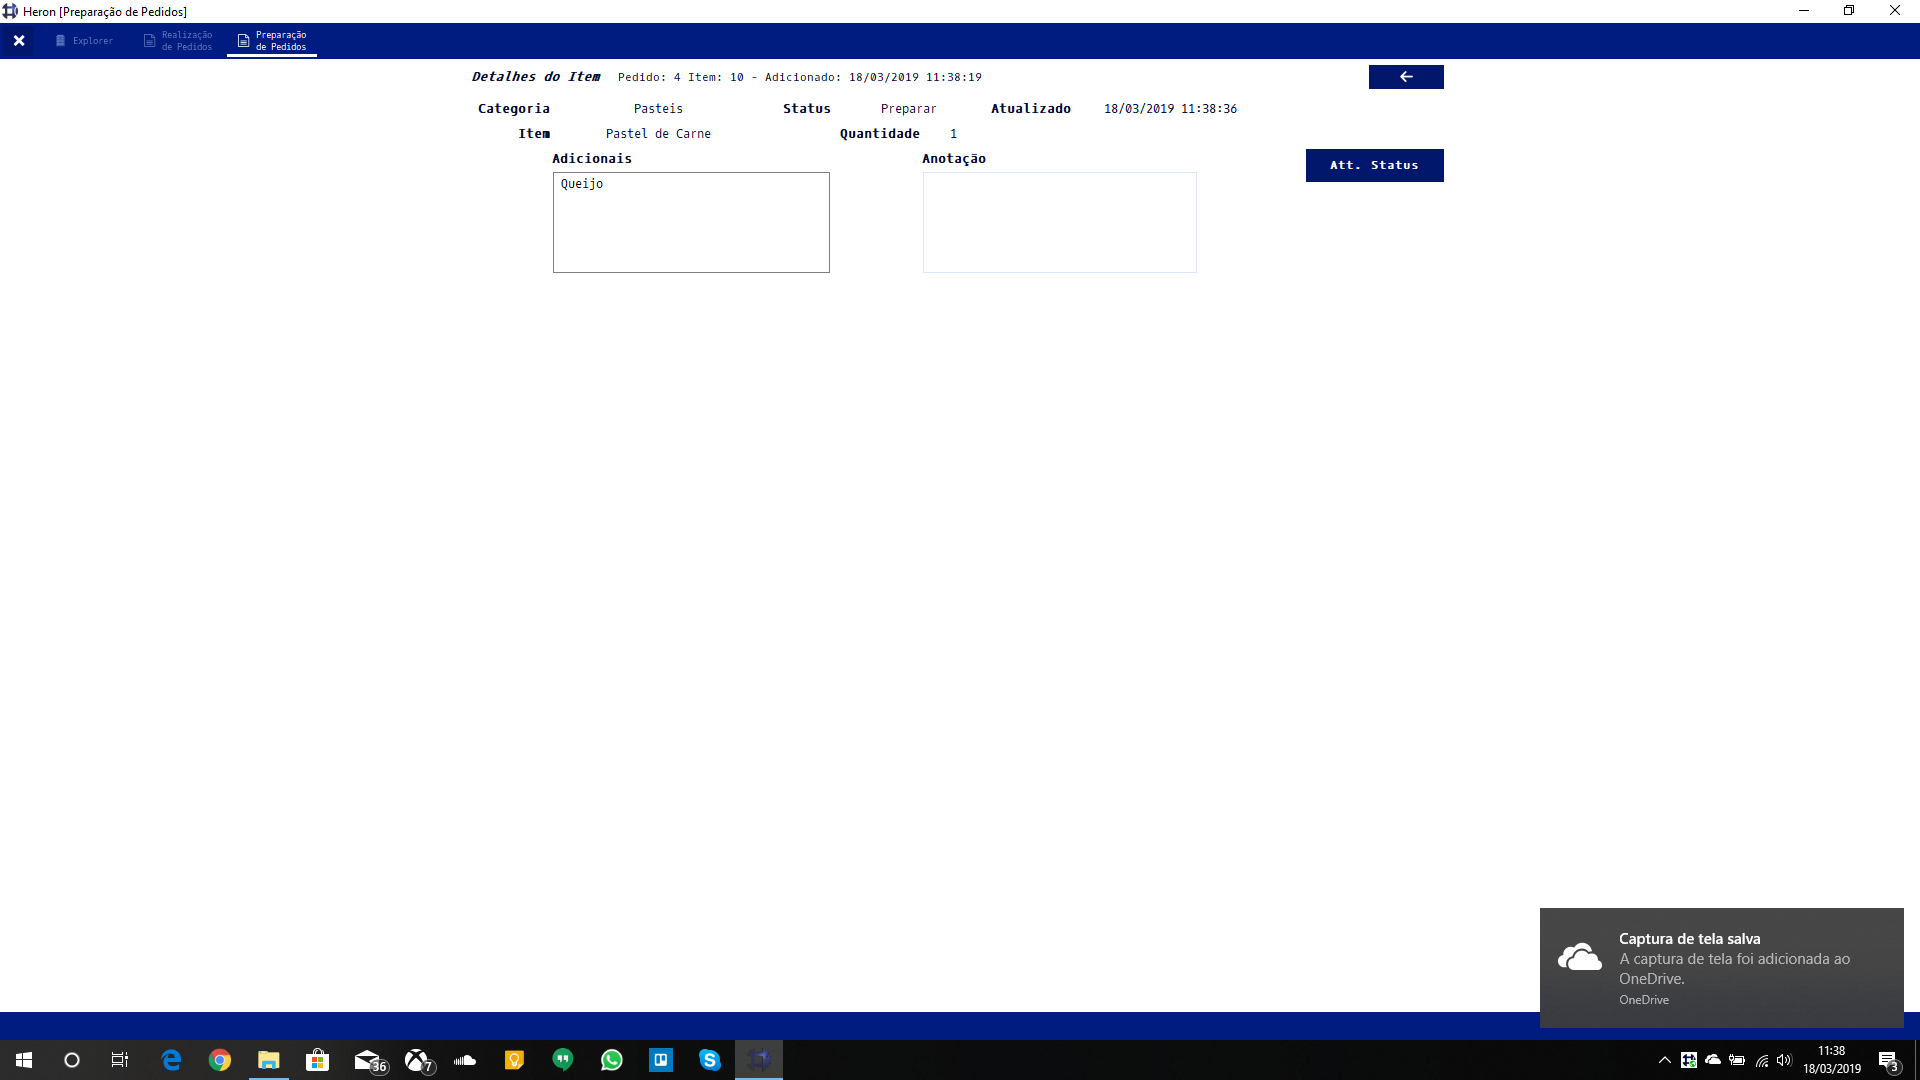 Heron [Preparação de Pedidos]
Explorer
Realização
de Pedidos
Preparação
de Pedidos
Detalhes do Item Pedido: 4 Item: 10 - Adicionado: 18/03/2019 11:38:19
Categoria Pasteis Status Preparar Atualizado 18/03/2019 11:38:36
Item Pastel de Carne Quantidade 1
Adicionais Anotação
Att. Status
Queijo
Captura de tela salva
A captura de tela foi adicionada ao
OneDrive.
OneDrive
36
7
11:38
18/03/2019
3